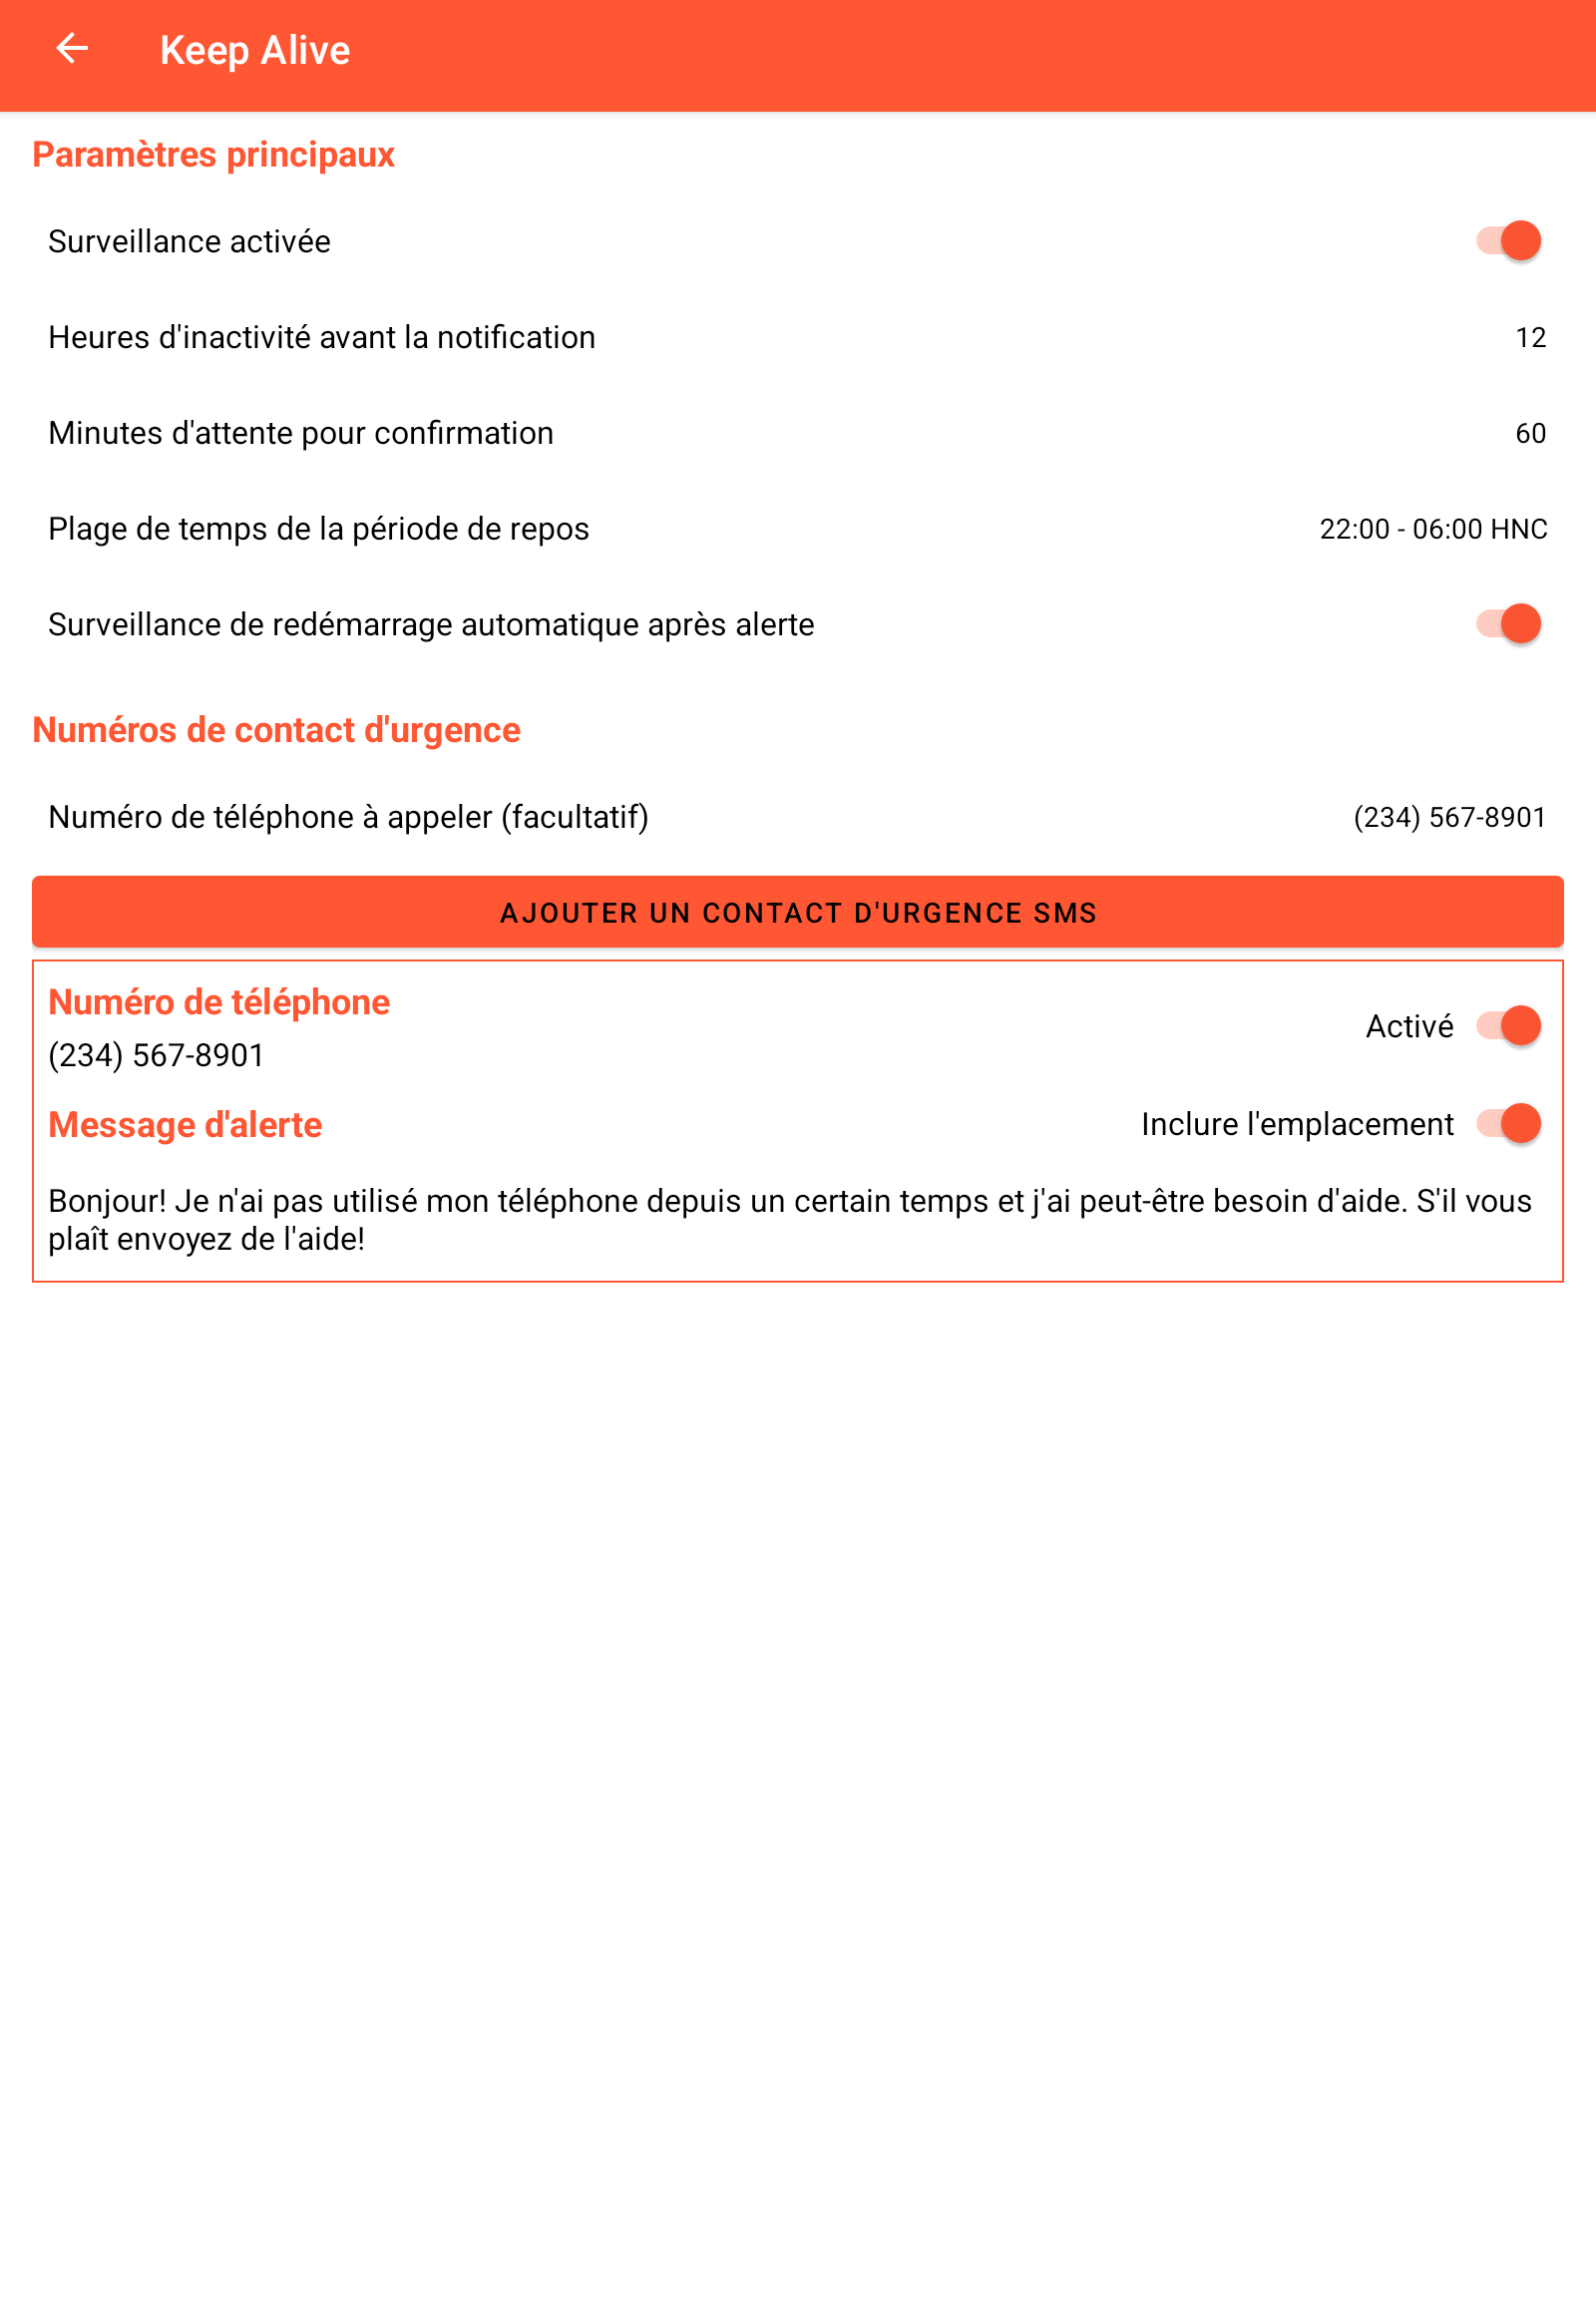 Keep Alive
Paramètres principaux
Surveillance activée
Heures d'inactivité avant la notification 12
Minutes d'attente pour confirmation 60
Plage de temps de la période de repos 22:00 - 06:00 HNC
Surveillance de redémarrage automatique après alerte
Numéros de contact d'urgence
Numéro de téléphone à appeler (facultatif) (234) 567-8901
AJOUTER UN CONTACT D'URGENCE SMS
Numéro de téléphone
Activé
(234) 567-8901
Message d'alerte Inclure l'emplacement
Bonjour! Je n'ai pas utilisé mon téléphone depuis un certain temps et j'ai peut-être besoin d'aide. S'il vous
plaît envoyez de l'aide!